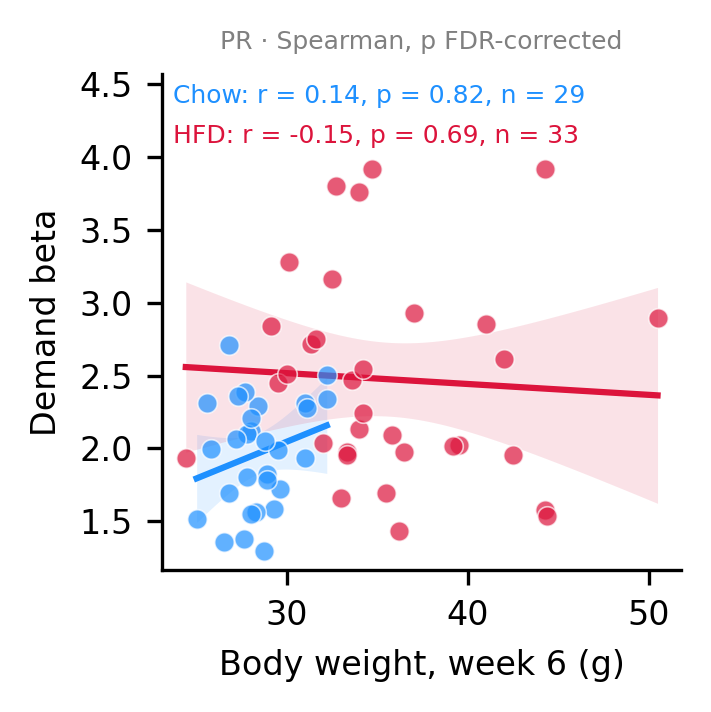 PR · Spearman, p FDR-corrected
Chow: r = 0.14, p = 0.82, n = 29
HFD: r = -0.15, p = 0.69, n = 33
4.5
4.0
3.5
3.0
2.5
2.0
1.5
Demand beta
30 40 50
Body weight, week 6 (g)